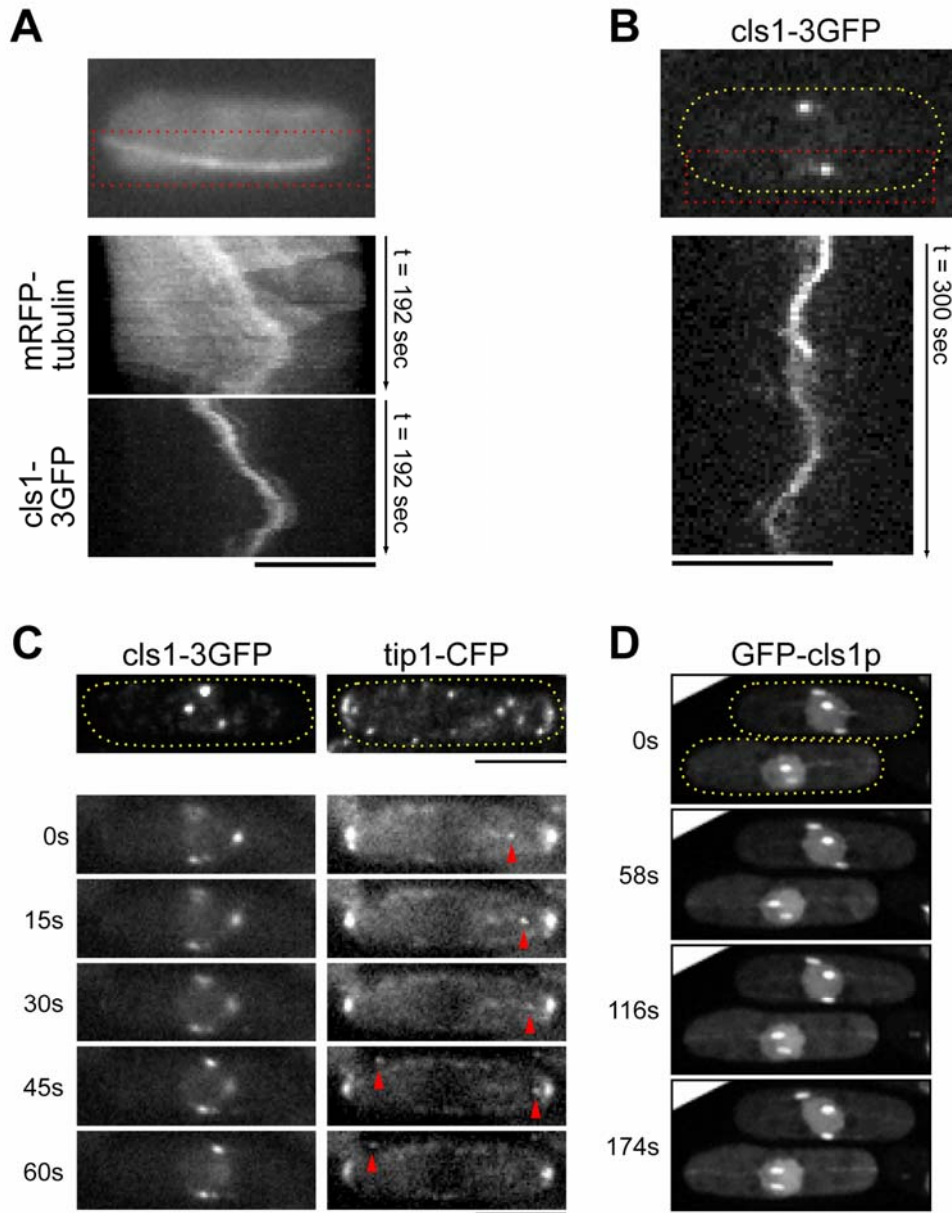 A
mRFP-
tubulin
t = 192 sec
cls1-
3GFP
t = 192 sec
B
cls1-3GFP
t = 300 sec
C
cls1-3GFP
tip1-CFP
0s
15s
30s
45s
60s
D
GFP-cls1p
0s
58s
116s
174s